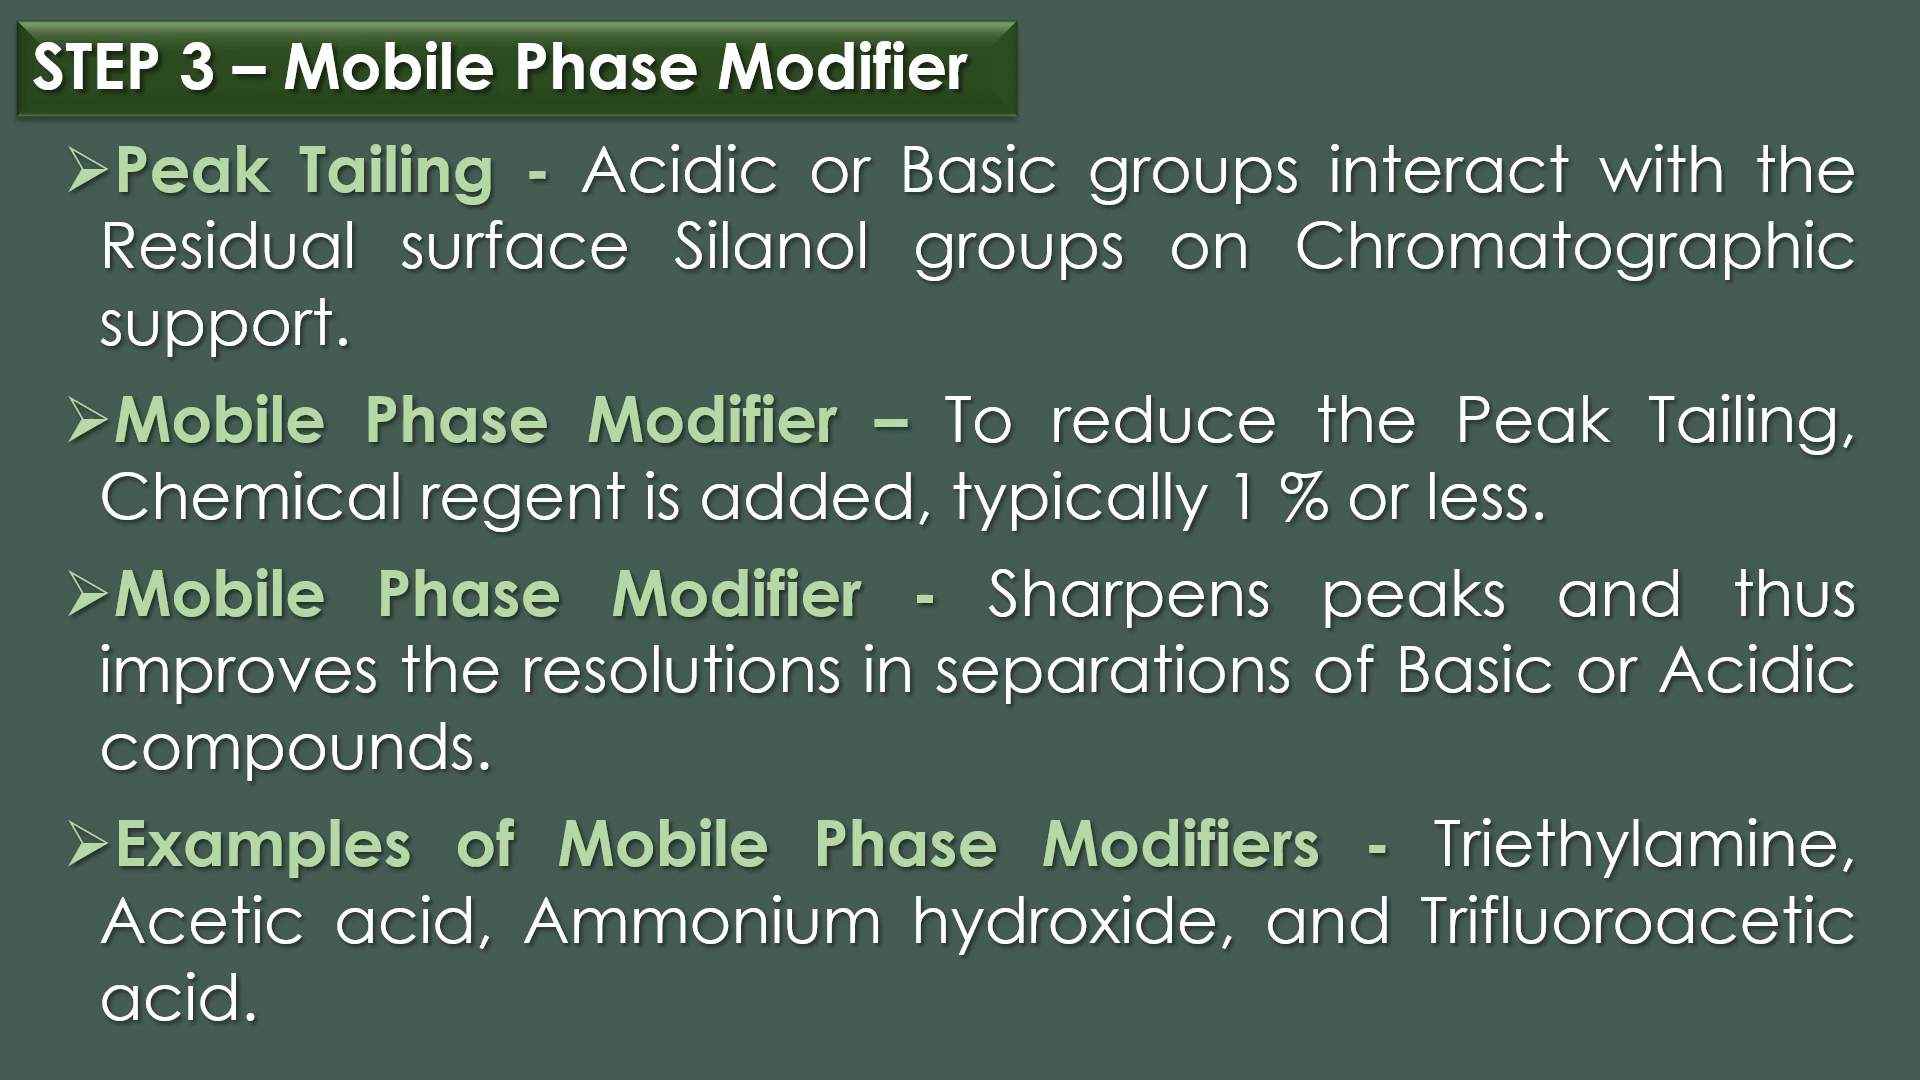 STEP 3 – Mobile Phase Modifier
➢Peak Tailing - Acidic or Basic groups interact with the
Residual surface Silanol groups on Chromatographic
support.
➢Mobile Phase Modifier – To reduce the Peak Tailing,
Chemical regent is added, typically 1 % or less.
➢Mobile Phase Modifier - Sharpens peaks and thus
improves the resolutions in separations of Basic or Acidic
compounds.
➢Examples of Mobile Phase Modifiers - Triethylamine,
Acetic acid, Ammonium hydroxide, and Trifluoroacetic
acid.